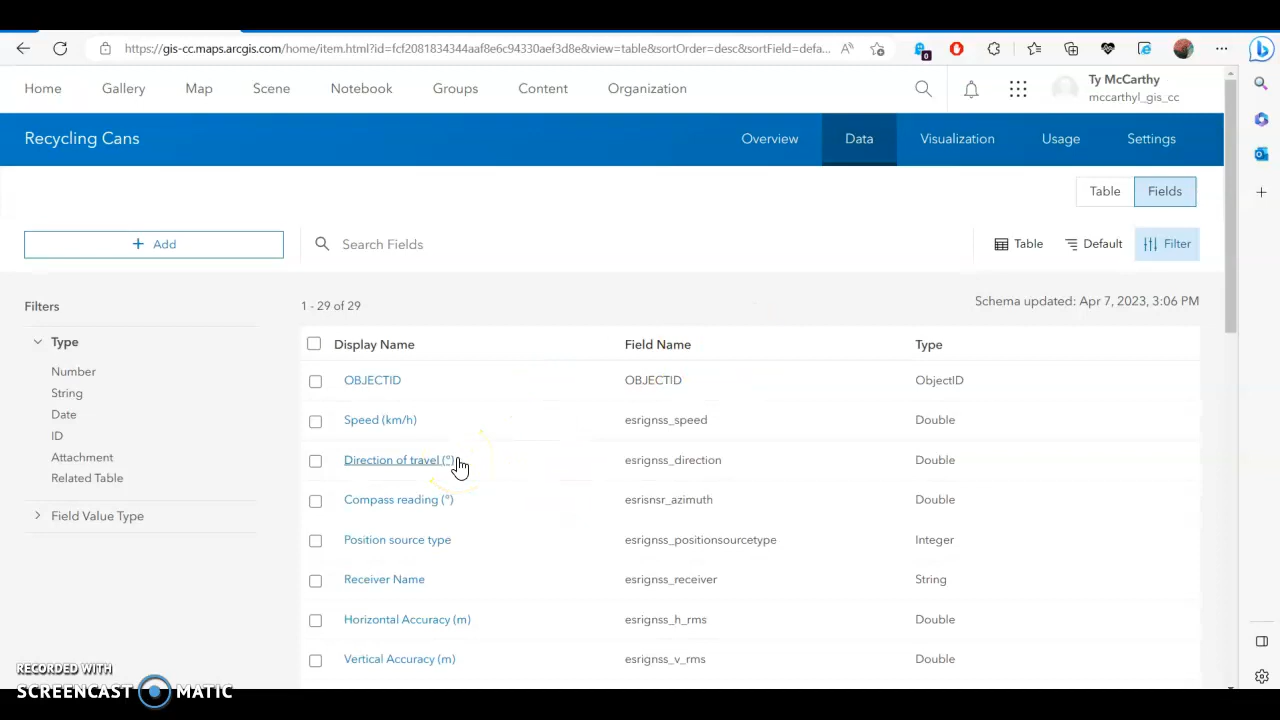 https://gis-cc.maps.arcgis.com/home/item.html?id=fcf2081834344aaf8e6c94330aef3d8e&view=table&sortOrder=desc&sortField=defa...
0
Home Gallery Map Scene Notebook Groups Content Organization
Ty McCarthy
mccarthyl_gis_cc
Recycling Cans
Overview Data Visualization Usage Settings
Table Fields
+ Add
Search Fields
Table Default Filter
Filters
1 - 29 of 29
Schema updated: Apr 7, 2023, 3:06 PM
Type
Number
String
Date
ID
Attachment
Related Table
Field Value Type
Display Name Field Name Type
OBJECTID OBJECTID ObjectID
Speed (km/h) esrignss_speed Double
Direction of travel (°) esrignss_direction Double
Compass reading (°) esrisnsr_azimuth Double
Position source type esrignss_positionsourcetype Integer
Receiver Name esrignss_receiver String
Horizontal Accuracy (m) esrignss_h_rms Double
Vertical Accuracy (m) esrignss_v_rms Double
RECORDED WITH
SCREENCAST MATIC